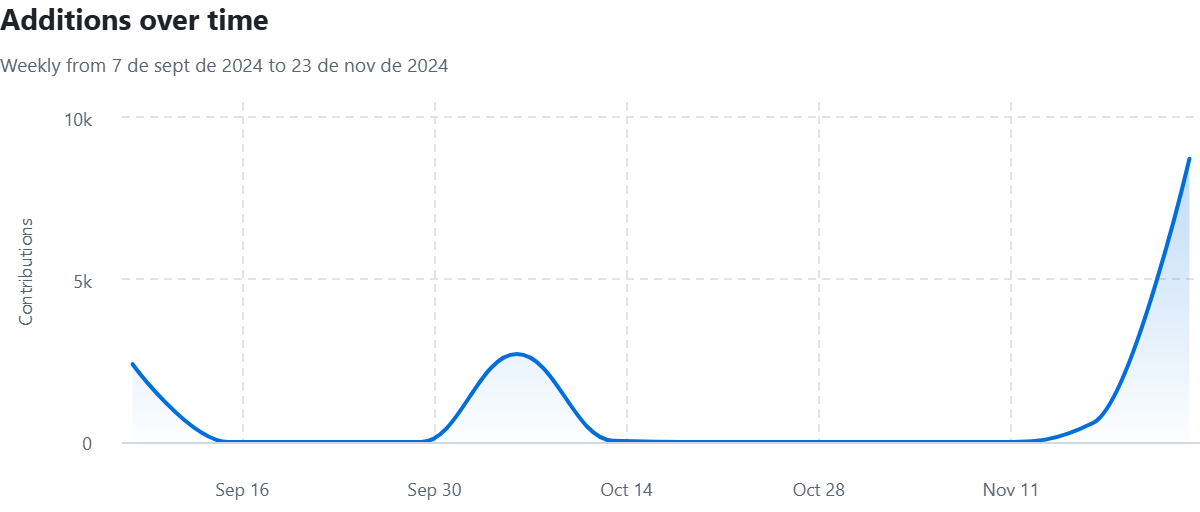 Additions over time
Weekly from 7 de sept de 2024 to 23 de nov de 2024
10k
5k
0
Contributions
Sep 16
Sep 30
Oct 14
Oct 28
Nov 11